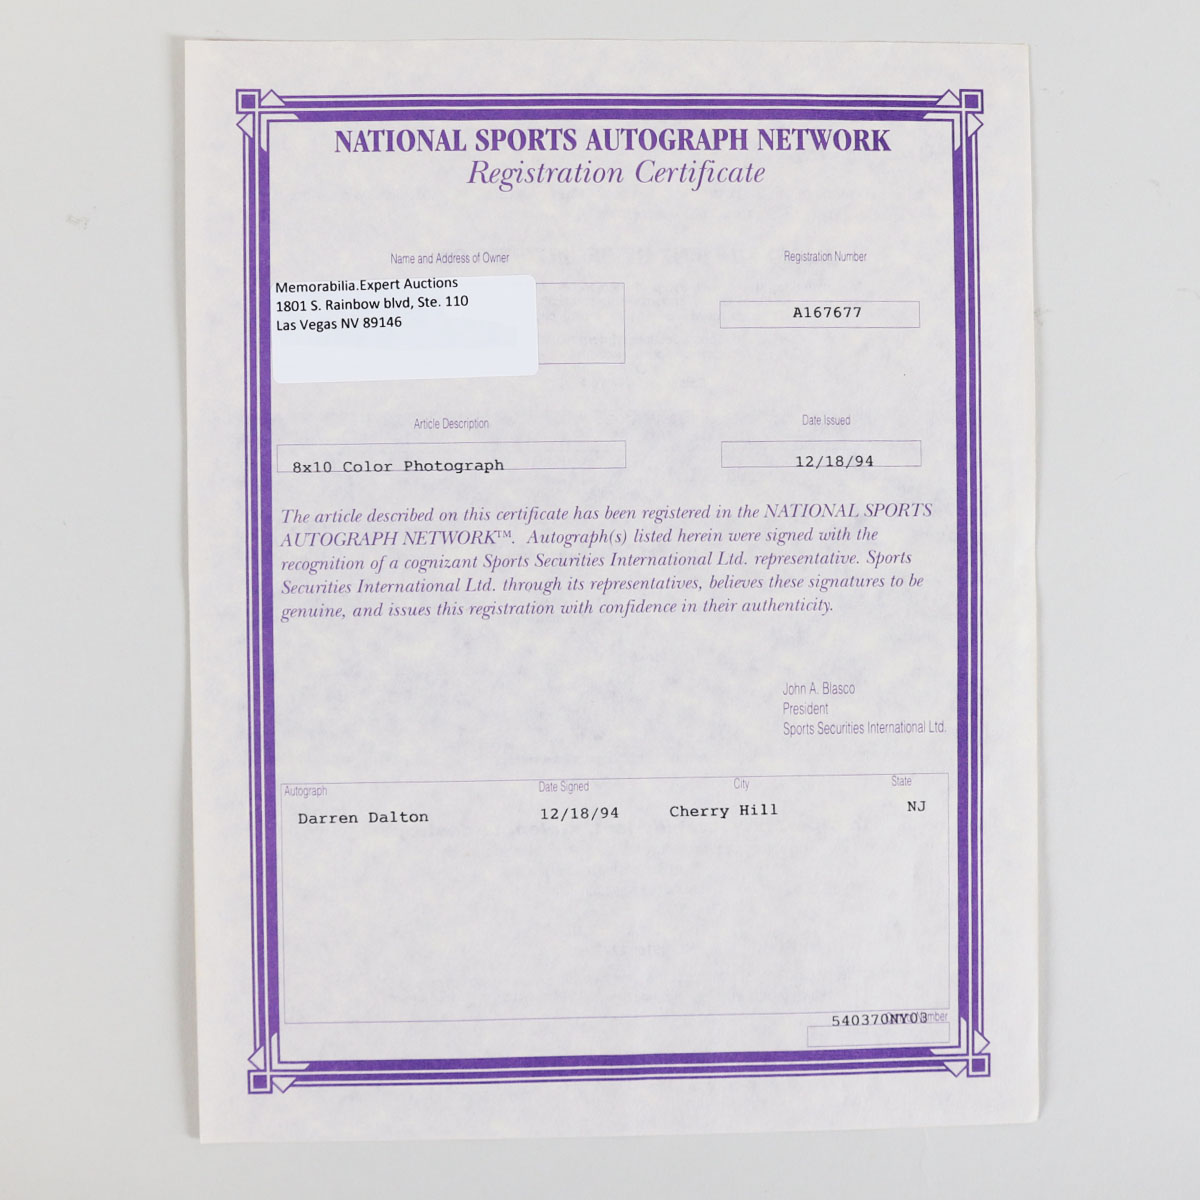 NATIONAL SPORTS AUTOGRAPH NETWORK
Registration Certificate
Name and Address of Owner
Registration Number
Memorabilia.Expert Auctions
1801 S. Rainbow blvd, Ste. 110
Las Vegas NV 89146
A167677
Article Description
Date Issued
8x10 Color Photograph
12/18/94
The article described on this certificate has been registered in the NATIONAL SPORTS
AUTOGRAPH NETWORK™. Autograph(s) listed herein were signed with the
recognition of a cognizant Sports Securities International Ltd. representative. Sports
Securities International Ltd. through its representatives, believes these signatures to be
genuine, and issues this registration with confidence in their authenticity.
John A. Blasco
President
Sports Securities International Ltd.
Autograph Date Signed City State
Darren Dalton 12/18/94 Cherry Hill NJ
540370NY03